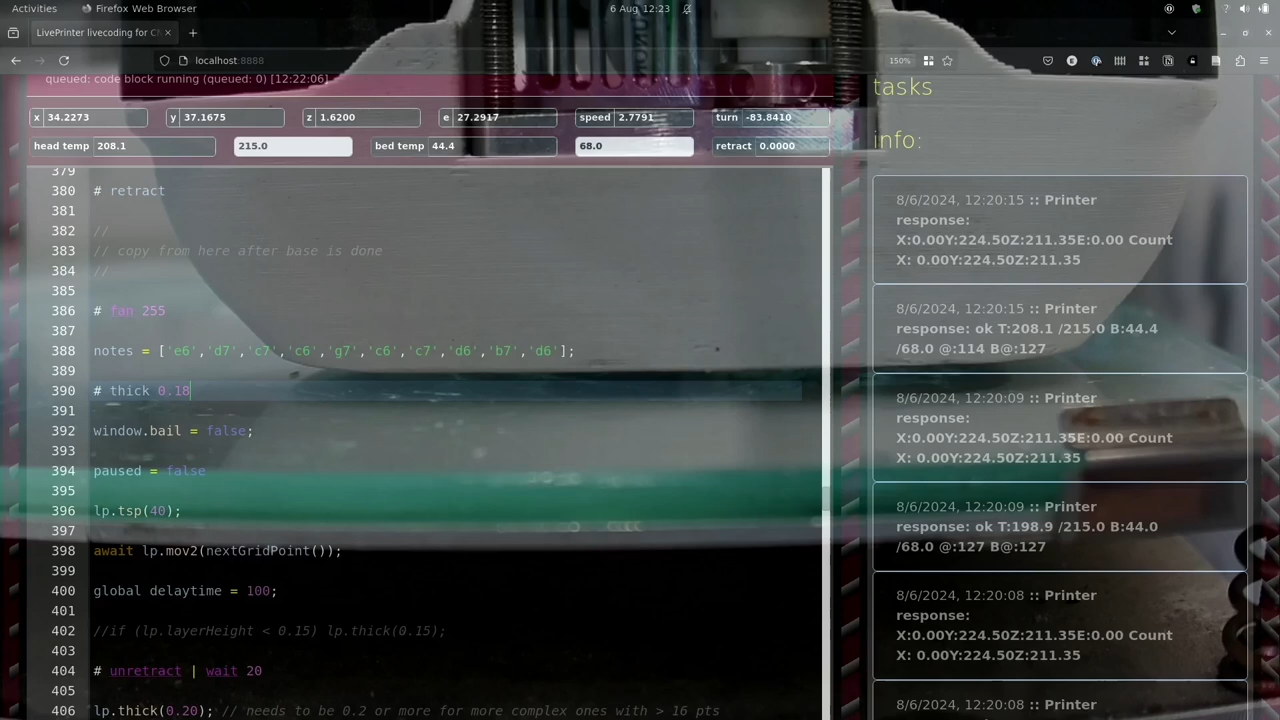 Activities Firefox Web Browser 6 Aug 12:23
LivePrinter livecoding for
localhost:8888 150%
queued: code block running (queued: 0) [12:22:06]
x 34.2273 y 37.1675 z 1.6200 e 27.2917 speed 2.7791 turn -83.8410
head temp 208.1 215.0 bed temp 44.4 68.0 retract 0.0000
379
380 # retract
381
382 //
383 // copy from here after base is done
384 //
385
386 # fan 255
387
388 notes = ['e6','d7','c7','c6','g7','c6','c7','d6','b7','d6'];
389
390 # thick 0.18
391
392 window.bail = false;
393
394 paused = false
395
396 lp.tsp(40);
397
398 await lp.mov2(nextGridPoint());
399
400 global delaytime = 100;
401
402 //if (lp.layerHeight < 0.15) lp.thick(0.15);
403
404 # unretract | wait 20
405
406 lp.thick(0.20); // needs to be 0.2 or more for more complex ones with > 16 pts
tasks
info:
8/6/2024, 12:20:15 :: Printer
response:
X:0.00Y:224.50Z:211.35E:0.00 Count
X: 0.00Y:224.50Z:211.35
8/6/2024, 12:20:15 :: Printer
response: ok T:208.1 /215.0 B:44.4
/68.0 @:114 B@:127
8/6/2024, 12:20:09 :: Printer
response:
X:0.00Y:224.50Z:211.35E:0.00 Count
X: 0.00Y:224.50Z:211.35
8/6/2024, 12:20:09 :: Printer
response: ok T:198.9 /215.0 B:44.0
/68.0 @:127 B@:127
8/6/2024, 12:20:08 :: Printer
response:
X:0.00Y:224.50Z:211.35E:0.00 Count
X: 0.00Y:224.50Z:211.35
8/6/2024, 12:20:08 :: Printer